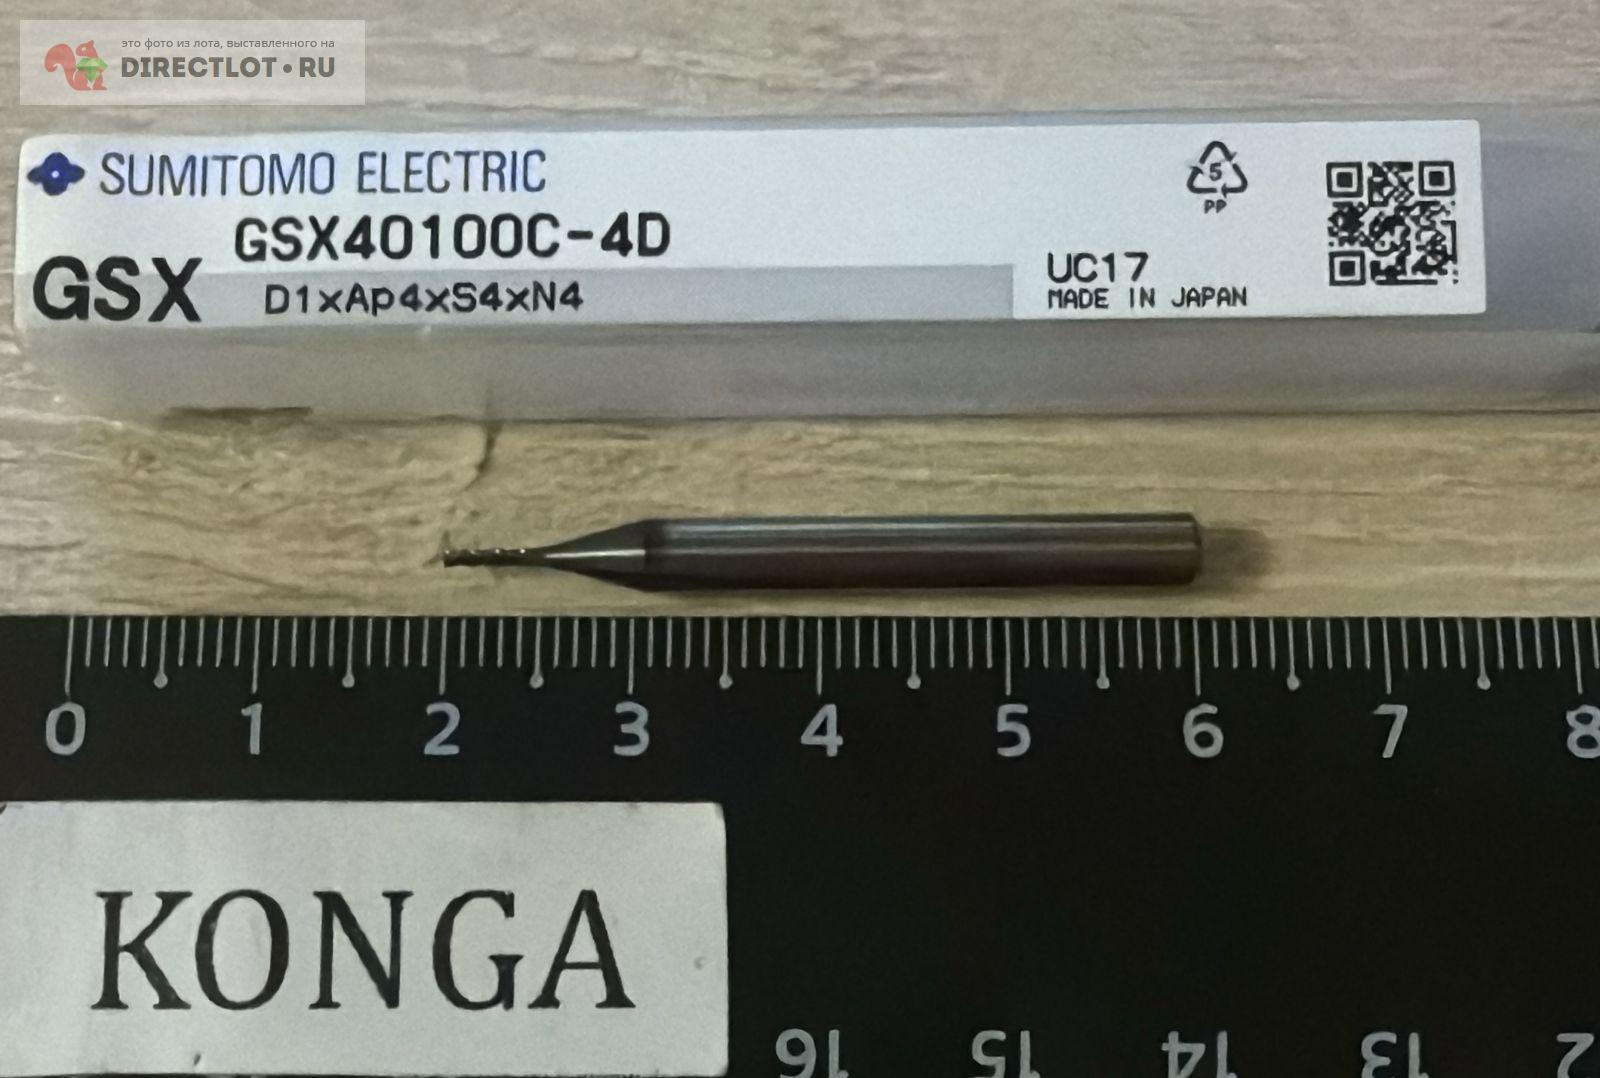 это фото из лота, выставленного на
DIRECTLOT•RU
SUMITOMO ELECTRIC
GSX40100C-4D
GSX
D1xAp4xS4xN4
5
PP
UC17
MADE IN JAPAN
0 1 2 3 4 5 6 7 8
KONGA
16 15 14 13 2